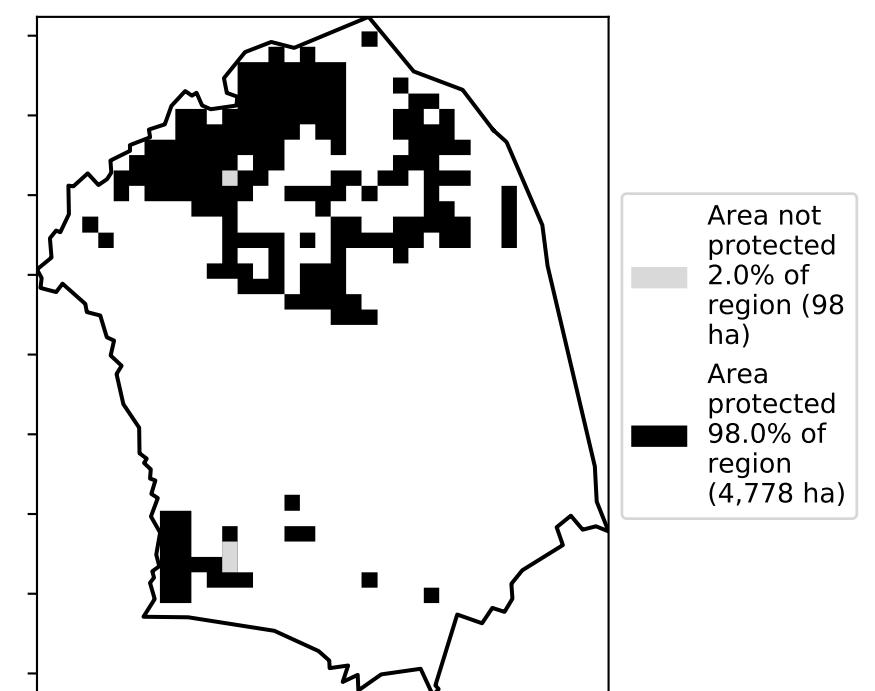 Area not
protected
2.0% of
region (98
ha)
Area
protected
98.0% of
region
(4,778 ha)